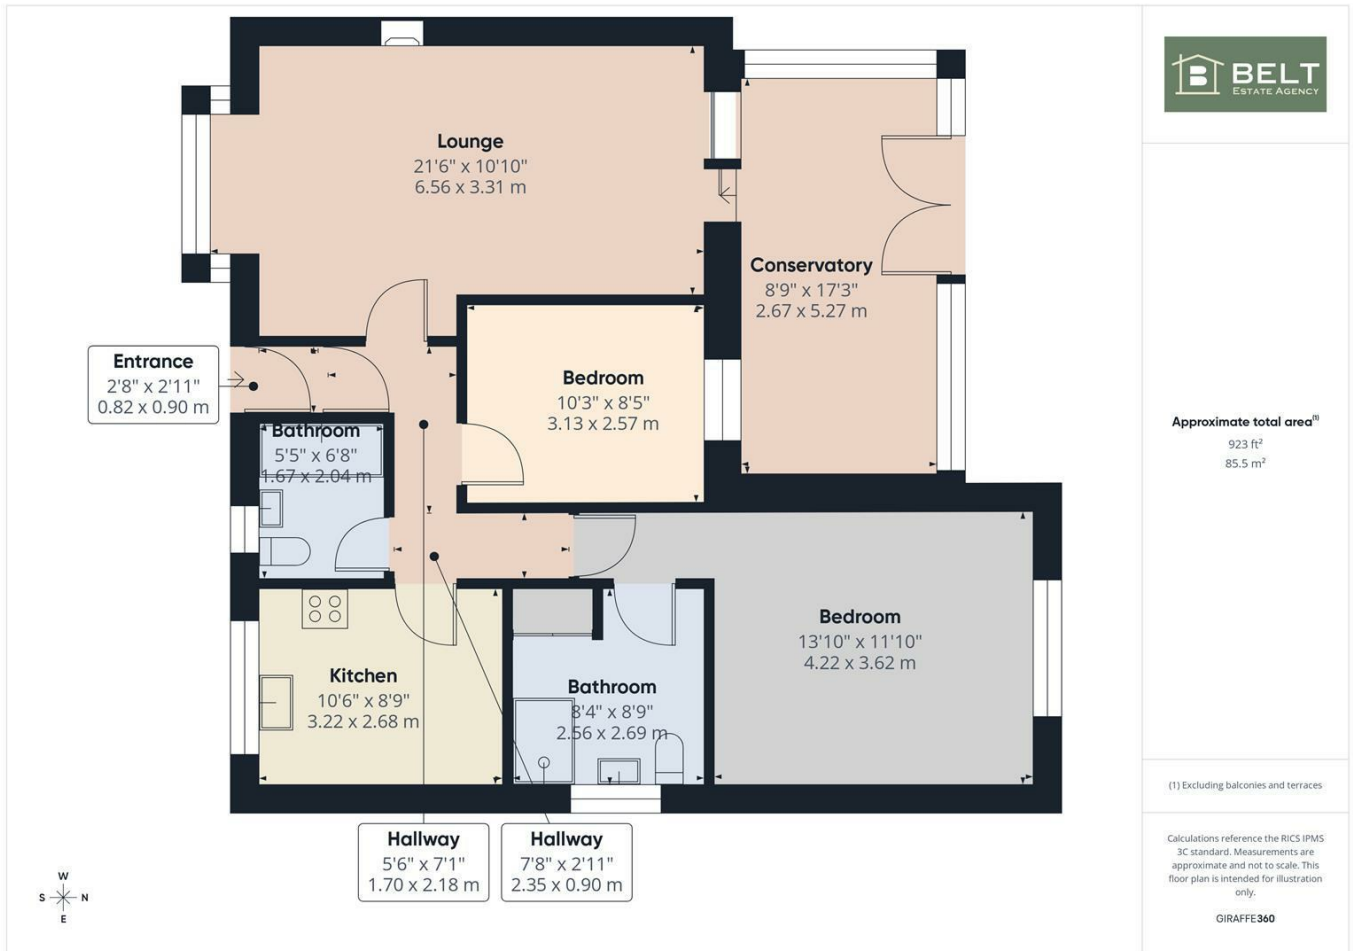 BELT
ESTATE AGENCY
Lounge
21'6" x 10'10"
6.56 x 3.31 m
Conservatory
8'9" x 17'3"
2.67 x 5.27 m
Entrance
2'8" x 2'11"
0.82 x 0.90 m
Bedroom
10'3" x 8'5"
3.13 x 2.57 m
Bathroom
5'5" x 6'8"
1.67 x 2.04 m
Bedroom
13'10" x 11'10"
4.22 x 3.62 m
Kitchen
10'6" x 8'9"
3.22 x 2.68 m
Bathroom
8'4" x 8'9"
2.56 x 2.69 m
Hallway
5'6" x 7'1"
1.70 x 2.18 m
Hallway
7'8" x 2'11"
2.35 x 0.90 m
W
S N
E
Approximate total area(1)
923 ft²
85.5 m²
(1) Excluding balconies and terraces
Calculations reference the RICS IPMS
3C standard. Measurements are
approximate and not to scale. This
floor plan is intended for illustration
only.
GIRAFFE360